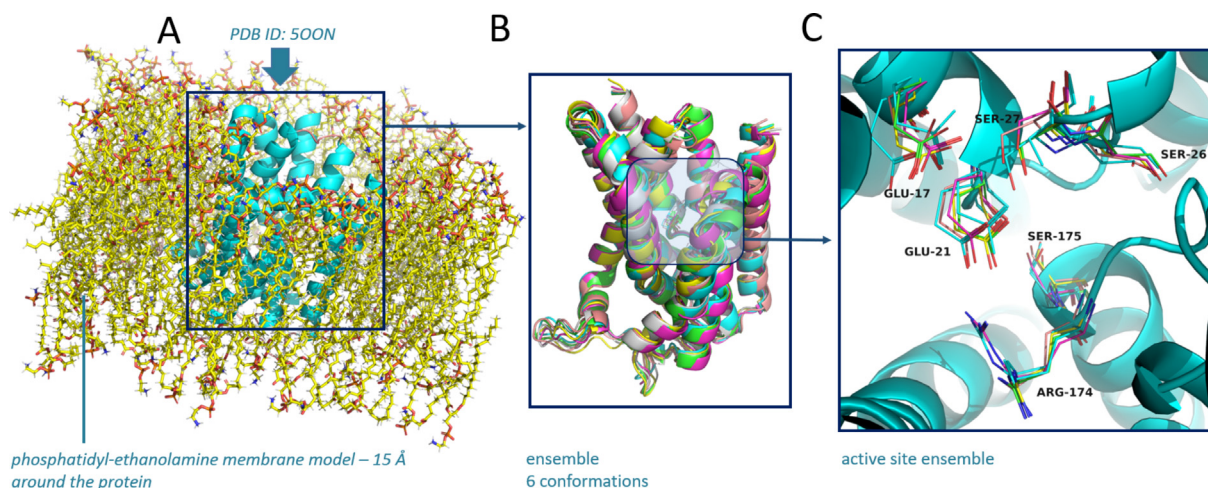 A
PDB ID: 5OON
B
C
SER-27
SER-26
GLU-17
GLU-21
SER-175
ARG-174
phosphatidyl-ethanolamine membrane model – 15 Å
around the protein
ensemble
6 conformations
active site ensemble